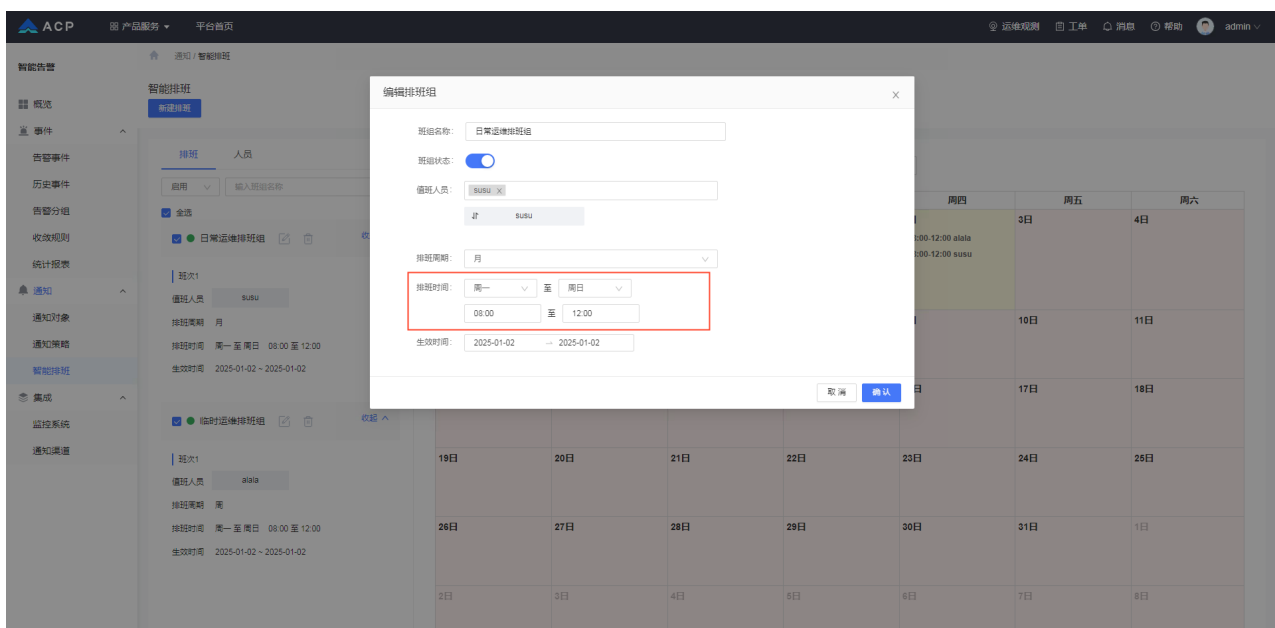 ACP 产品服务 平台首页 运维观测 工单 消息 帮助 admin
智能告警
概览
事件
告警事件
历史事件
告警分组
收敛规则
统计报表
通知
通知对象
通知策略
智能排班
集成
监控系统
通知渠道
通知 / 智能排班
智能排班
新建排班
排班 人员
启用 输入班组名称
全选
日常运维排班组 收
班次1
值班人员 susu
排班周期 月
排班时间 周一 至 周日 08:00 至 12:00
生效时间 2025-01-02 ~ 2025-01-02
临时运维排班组 收起
班次1
值班人员 alala
排班周期 周
排班时间 周一 至 周日 08:00 至 12:00
生效时间 2025-01-02 ~ 2025-01-02
编辑排班组
班组名称: 日常运维排班组
班组状态:
值班人员: susu
susu
排班周期: 月
排班时间: 周一 至 周日
08:00 至 12:00
生效时间: 2025-01-02 → 2025-01-02
取消 确认
周四 周五 周六
3日 4日
:00-12:00 alala
:00-12:00 susu
10日 11日
17日 18日
19日 20日 21日 22日 23日 24日 25日
26日 27日 28日 29日 30日 31日 1日
2日 3日 4日 5日 6日 7日 8日